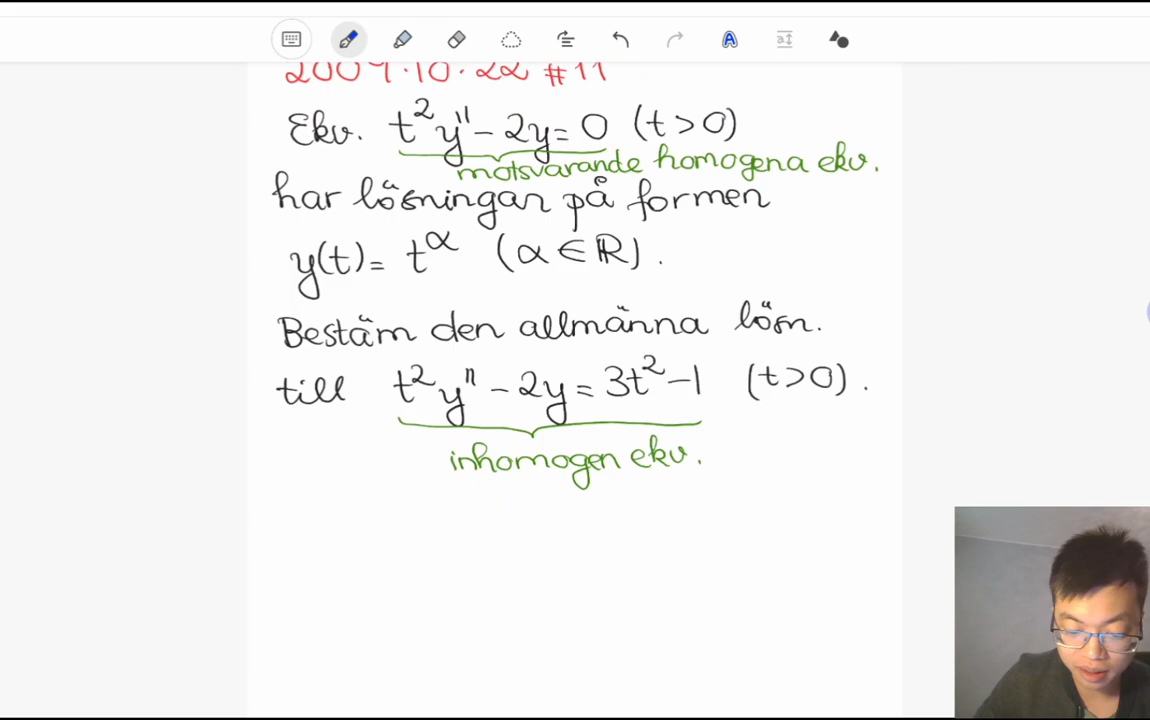 2009.10.22 #11
Ekv. t²y'' - 2y = 0 (t > 0)
motsvarande homogena ekv.
har lösningar på formen
y(t) = t^α (α ∈ ℝ).
Bestäm den allmänna lösn.
till t²y'' - 2y = 3t² - 1 (t > 0).
inhomogen ekv.